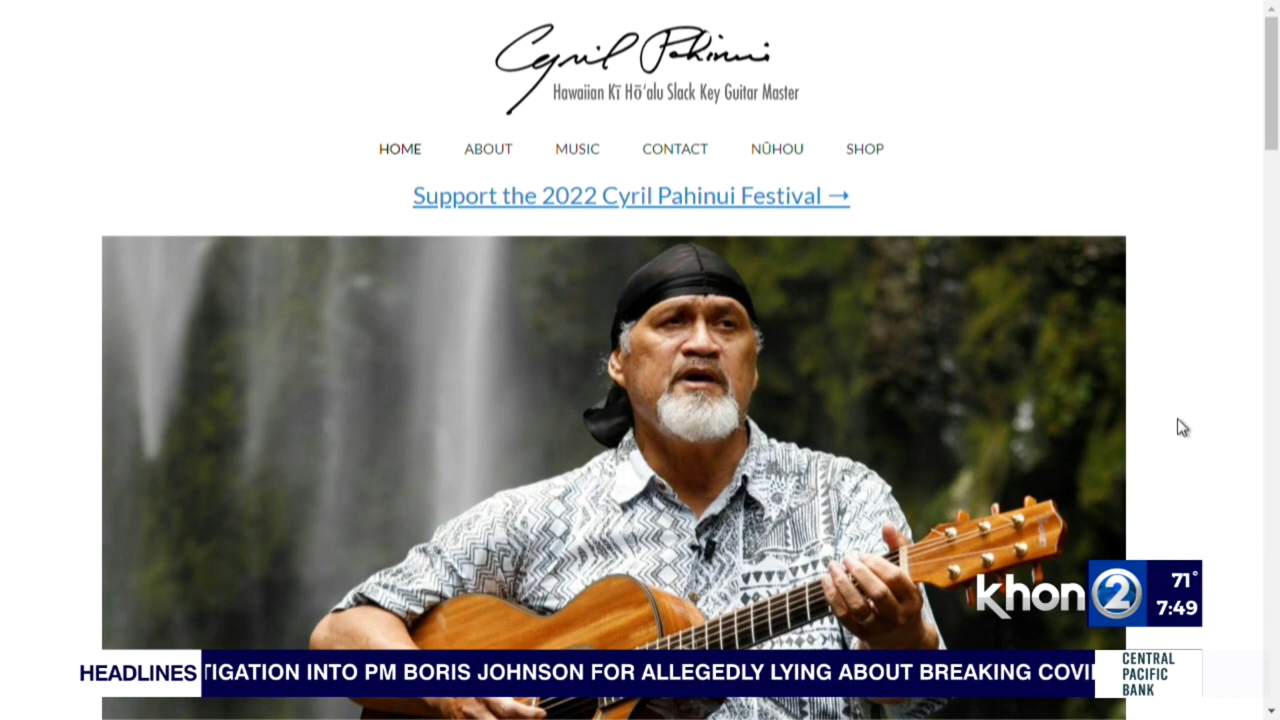 Cyril Pahinui
Hawaiian Kī Hōʻalu Slack Key Guitar Master
HOME ABOUT MUSIC CONTACT NŪHOU SHOP
Support the 2022 Cyril Pahinui Festival →
khon 2
71°
7:49
HEADLINES TIGATION INTO PM BORIS JOHNSON FOR ALLEGEDLY LYING ABOUT BREAKING COVI
CENTRAL
PACIFIC
BANK